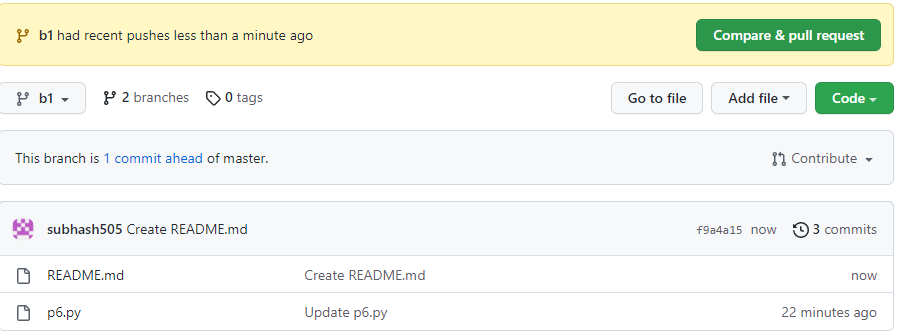 b1 had recent pushes less than a minute ago
Compare & pull request
b1
2 branches
0 tags
Go to file
Add file
Code
This branch is 1 commit ahead of master.
Contribute
subhash505 Create README.md
f9a4a15 now
3 commits
README.md Create README.md now
p6.py Update p6.py 22 minutes ago